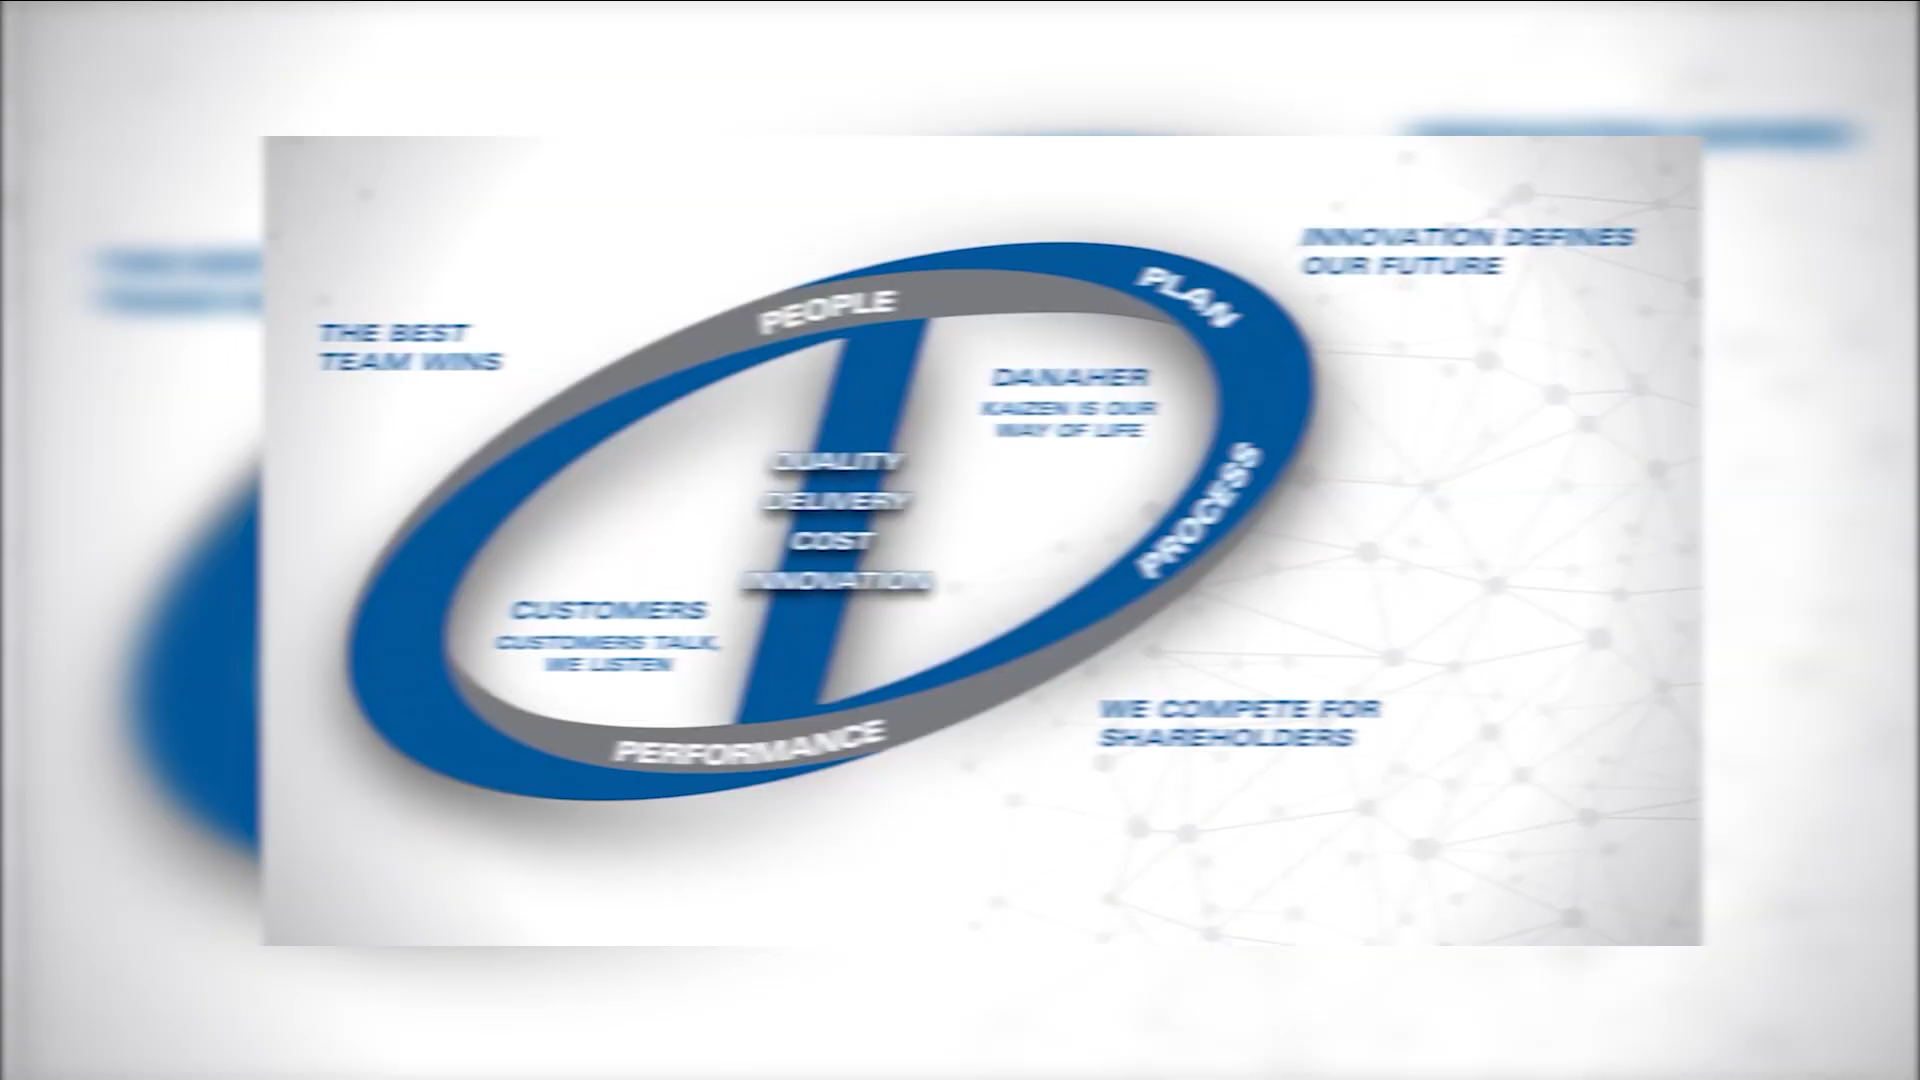 INNOVATION DEFINES
OUR FUTURE
PLAN
PEOPLE
THE BEST
TEAM WINS
DANAHER
KAIZEN IS OUR
WAY OF LIFE
QUALITY
DELIVERY
COST
INNOVATION
PROCESS
CUSTOMERS
CUSTOMERS TALK,
WE LISTEN
WE COMPETE FOR
SHAREHOLDERS
PERFORMANCE